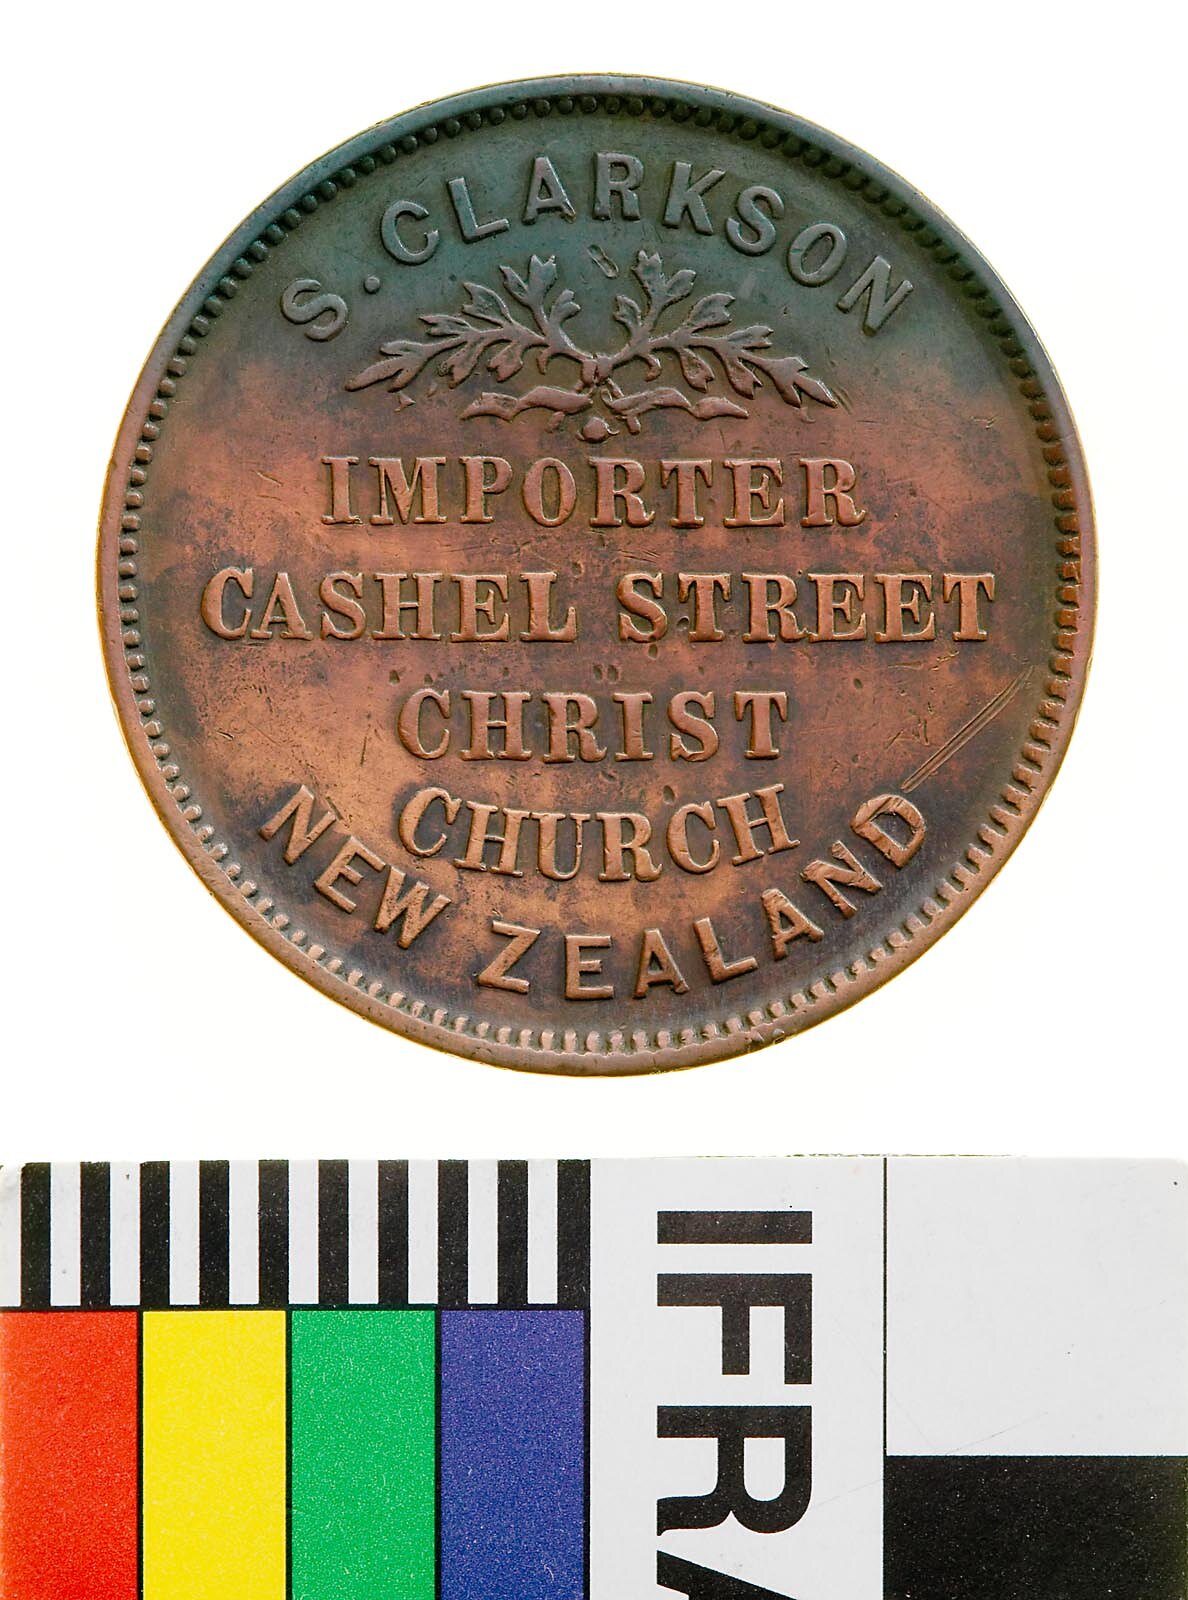 S. CLARKSON
IMPORTER
CASHEL STREET
CHRIST
CHURCH
NEW ZEALAND